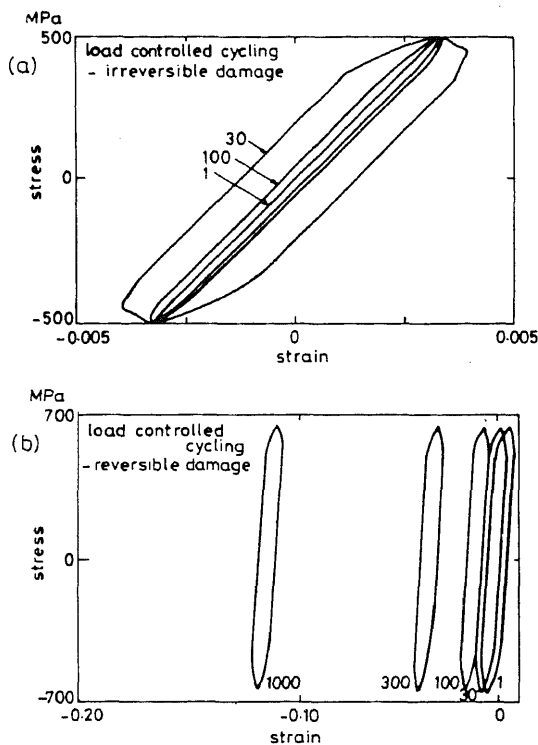 MPa
500
(a)
load controlled cycling
- irreversible damage
30
100
1
stress
0
-500
-0.005
0
0.005
strain
MPa
700
(b)
load controlled
cycling
- reversible damage
stress
0
1000
300
100
30
1
-700
-0.20
-0.10
0
strain